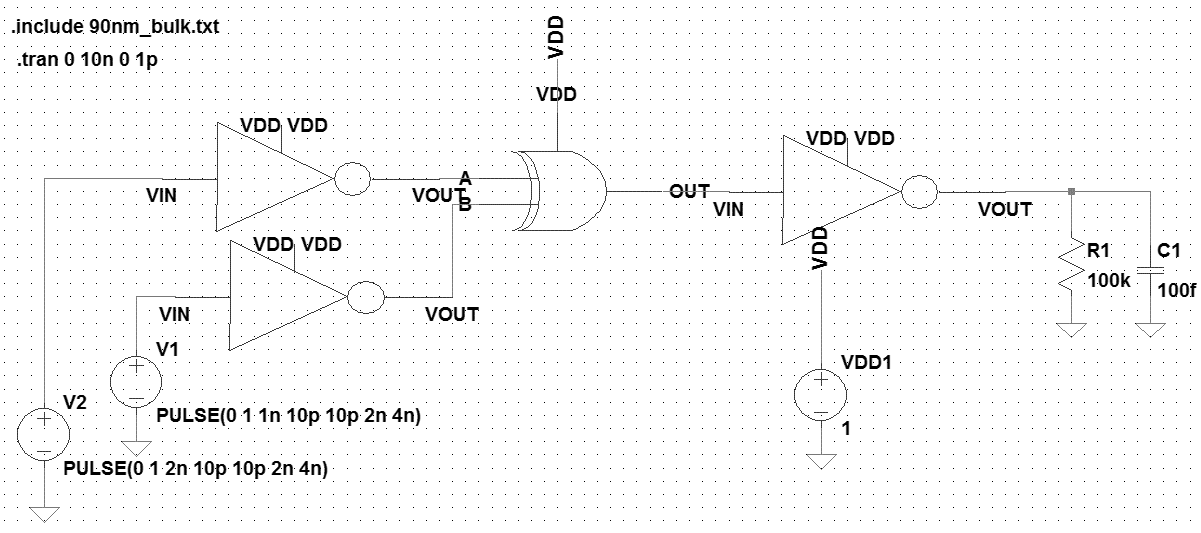 .include 90nm_bulk.txt
.tran 0 10n 0 1p
VDD
VDD
VDD VDD
VIN
VOUT
A
B
OUT
VDD VDD
VIN
VOUT
VDD VDD
VIN
VOUT
VDD
R1
100k
C1
100f
V1
PULSE(0 1 1n 10p 10p 2n 4n)
V2
PULSE(0 1 2n 10p 10p 2n 4n)
VDD1
1